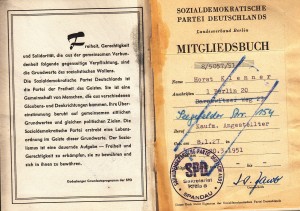 Freiheit, Gerechtigkeit
und Solidarität, die aus der gemeinsamen Verbun-
denheit folgende gegenseitige Verpflichtung, sind
die Grundwerte des sozialistischen Wollens.
Die Sozialdemokratische Partei Deutschlands ist
die Partei der Freiheit des Geistes. Sie ist eine
Gemeinschaft von Menschen, die aus verschiedenen
Glaubens- und Denkrichtungen kommen. Ihre Über-
einstimmung beruht auf gemeinsamen sittlichen
Grundwerten und gleichen politischen Zielen. Die
Sozialdemokratische Partei erstrebt eine Lebens-
ordnung im Geiste dieser Grundwerte. Der Sozia-
lismus ist eine dauernde Aufgabe — Freiheit und
Gerechtigkeit zu erkämpfen, sie zu bewahren und
sich in ihnen zu bewähren.
Godesberger Grundsatzprogramm der SPD
SOZIALDEMOKRATISCHE
PARTEI DEUTSCHLANDS
Landesverband Berlin
MITGLIEDSBUCH
Horst
1 Berlin 20
Kaufm. Angestellter
SPD
SPANDAU